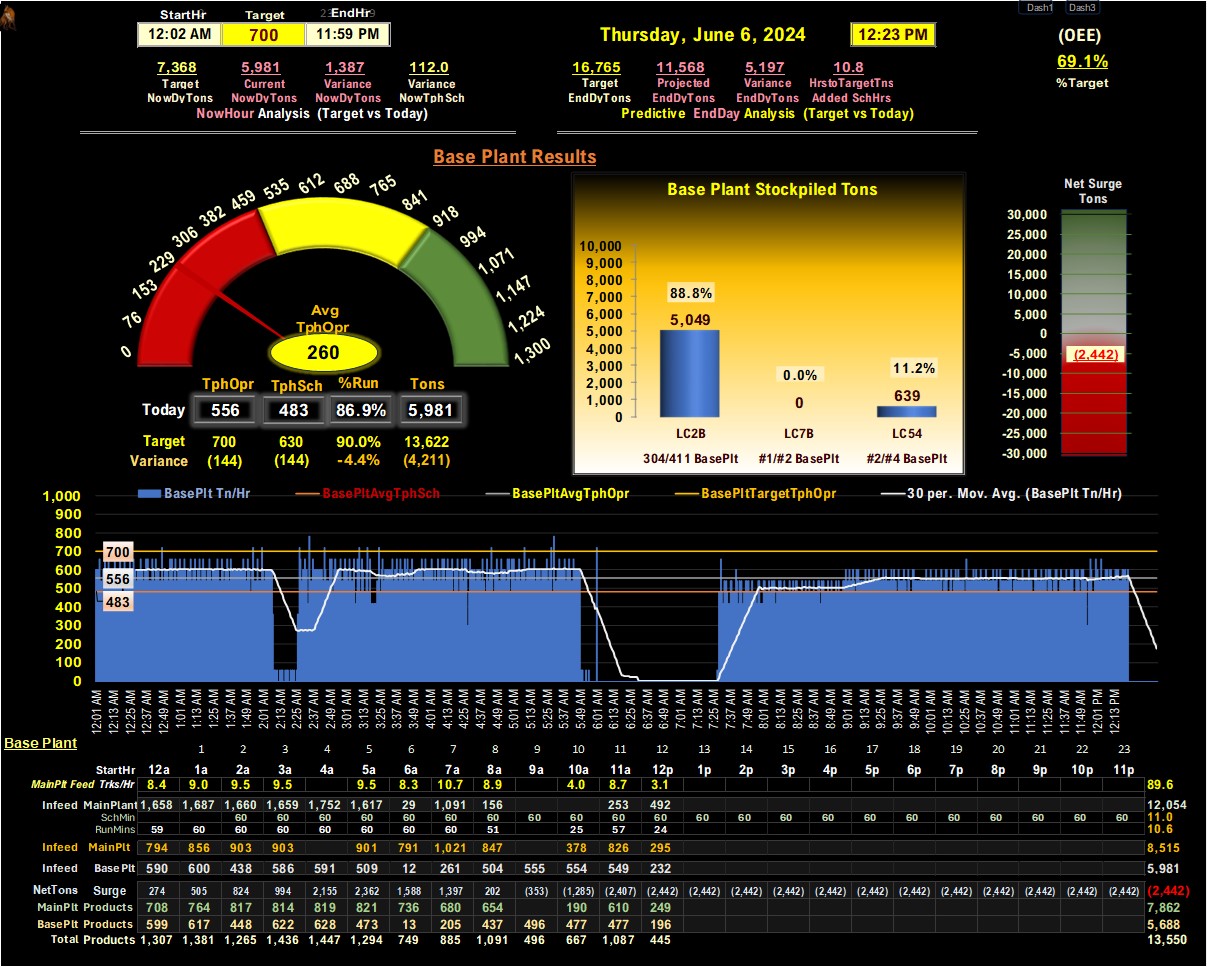 Dash1 Dash3
StartHr Target EndHr
12:02 AM 700 11:59 PM
Thursday, June 6, 2024 12:23 PM
(OEE)
69.1%
%Target
7,368 5,981 1,387 112.0
Target Current Variance Variance
NowDyTons NowDyTons NowDyTons NowTphSch
NowHour Analysis (Target vs Today)
16,765 11,568 5,197 10.8
Target Projected Variance HrstoTargetTns
EndDyTons EndDyTons EndDyTons Added SchHrs
Predictive EndDay Analysis (Target vs Today)
Base Plant Results
0 76 153 229 306 382 459 535 612 688 765 841 918 994 1,071 1,147 1,224 1,300
Avg
TphOpr
260
TphOpr TphSch %Run Tons
Today 556 483 86.9% 5,981
Target 700 630 90.0% 13,622
Variance (144) (144) -4.4% (4,211)
Base Plant Stockpiled Tons
10,000
9,000
8,000
7,000
6,000
5,000
4,000
3,000
2,000
1,000
0
88.8% 0.0% 11.2%
5,049 0 639
LC2B LC7B LC54
304/411 BasePlt #1/#2 BasePlt #2/#4 BasePlt
Net Surge
Tons
30,000
25,000
20,000
15,000
10,000
5,000
0
-5,000
-10,000
-15,000
-20,000
-25,000
-30,000
(2,442)
BasePlt Tn/Hr BasePltAvgTphSch BasePltAvgTphOpr BasePltTargetTphOpr 30 per. Mov. Avg. (BasePlt Tn/Hr)
1,000
900
800
700
600
500
400
300
200
100
0
700
556
483
12:01 AM 12:13 AM 12:25 AM 12:37 AM 12:49 AM 1:01 AM 1:13 AM 1:25 AM 1:37 AM 1:49 AM 2:01 AM 2:13 AM 2:25 AM 2:37 AM 2:49 AM 3:01 AM 3:13 AM 3:25 AM 3:37 AM 3:49 AM 4:01 AM 4:13 AM 4:25 AM 4:37 AM 4:49 AM 5:01 AM 5:13 AM 5:25 AM 5:37 AM 5:49 AM 6:01 AM 6:13 AM 6:25 AM 6:37 AM 6:49 AM 7:01 AM 7:13 AM 7:25 AM 7:37 AM 7:49 AM 8:01 AM 8:13 AM 8:25 AM 8:37 AM 8:49 AM 9:01 AM 9:13 AM 9:25 AM 9:37 AM 9:49 AM 10:01 AM 10:13 AM 10:25 AM 10:37 AM 10:49 AM 11:01 AM 11:13 AM 11:25 AM 11:37 AM 11:49 AM 12:01 PM 12:13 PM
Base Plant
1 2 3 4 5 6 7 8 9 10 11 12 13 14 15 16 17 18 19 20 21 22 23
StartHr 12a 1a 2a 3a 4a 5a 6a 7a 8a 9a 10a 11a 12p 1p 2p 3p 4p 5p 6p 7p 8p 9p 10p 11p
MainPlt Feed Trks/Hr 8.4 9.0 9.5 9.5 9.5 8.3 10.7 8.9 4.0 8.7 3.1 89.6
Infeed MainPlant 1,658 1,687 1,660 1,659 1,752 1,617 29 1,091 156 253 492 12,054
SchMin 60 60 60 60 60 60 60 60 60 60 60 60 60 60 60 60 60 60 60 60 60 60 11.0
RunMins 59 60 60 60 60 60 60 60 51 25 57 24 10.6
Infeed MainPlt 794 856 903 903 901 791 1,021 847 378 826 295 8,515
Infeed BasePlt 590 600 438 586 591 509 12 261 504 555 554 549 232 5,981
NetTons Surge 274 505 824 994 2,155 2,362 1,588 1,397 202 (353) (1,285) (2,407) (2,442) (2,442) (2,442) (2,442) (2,442) (2,442) (2,442) (2,442) (2,442) (2,442) (2,442) (2,442) (2,442)
MainPlt Products 708 764 817 814 819 821 736 680 654 190 610 249 7,862
BasePlt Products 599 617 448 622 628 473 13 205 437 496 477 477 196 5,688
Total Products 1,307 1,381 1,265 1,436 1,447 1,294 749 885 1,091 496 667 1,087 445 13,550